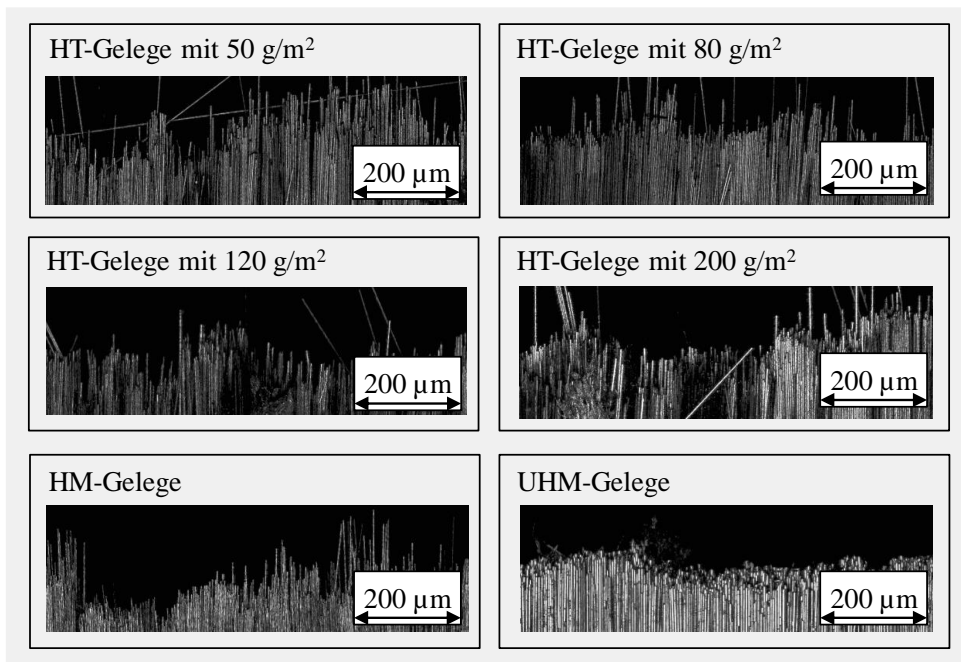 HT-Gelege mit 50 g/m²
200 µm
HT-Gelege mit 80 g/m²
200 µm
HT-Gelege mit 120 g/m²
200 µm
HT-Gelege mit 200 g/m²
200 µm
HM-Gelege
200 µm
UHM-Gelege
200 µm